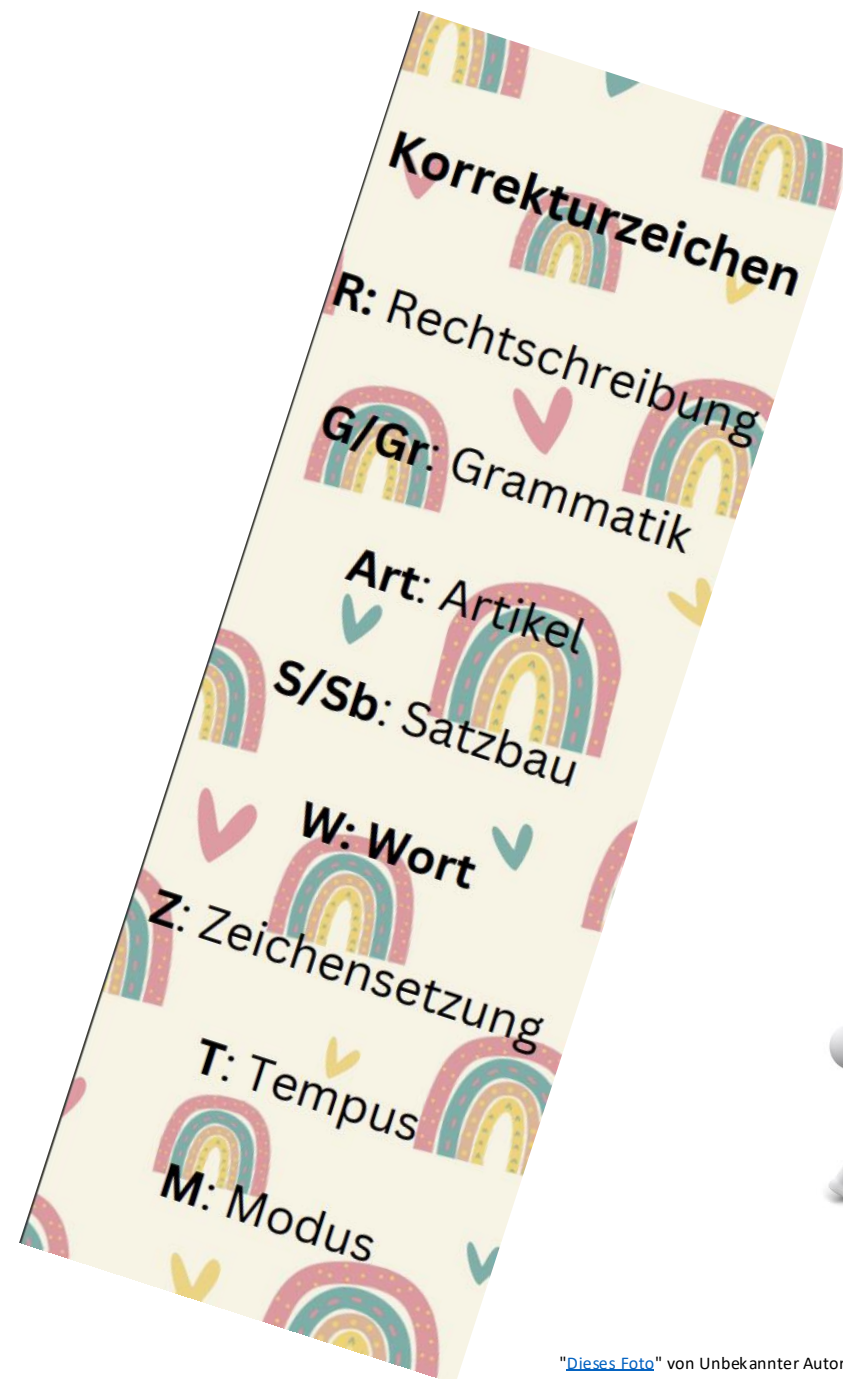 Korrekturzeichen
R: Rechtschreibung
G/Gr: Grammatik
Art: Artikel
S/Sb: Satzbau
W: Wort
Z: Zeichensetzung
T: Tempus
M: Modus
"Dieses Foto" von Unbekannter Autor